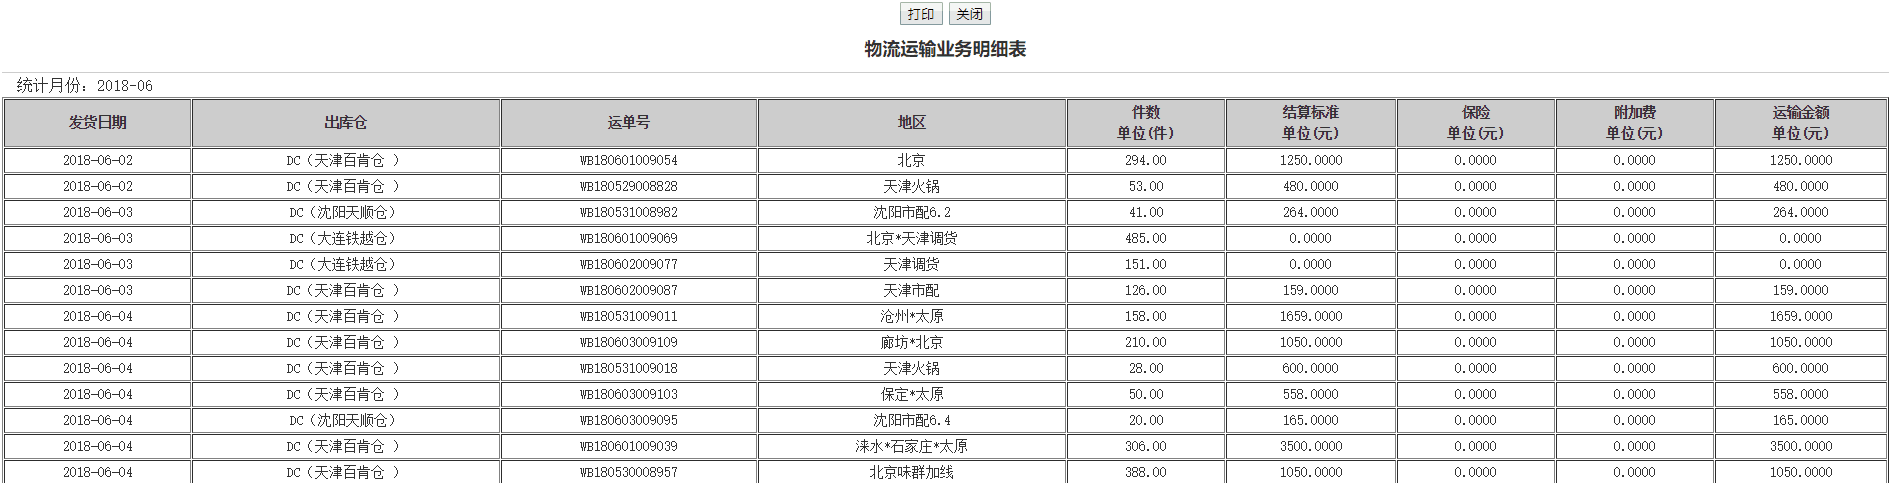 打印 关闭
物流运输业务明细表
统计月份：2018-06
发货日期 出库仓 运单号 地区 件数 单位(件) 结算标准 单位(元) 保险 单位(元) 附加费 单位(元) 运输金额 单位(元)
2018-06-02 DC（天津百肯仓 ） WB180601009054 北京 294.00 1250.0000 0.0000 0.0000 1250.0000
2018-06-02 DC（天津百肯仓 ） WB180529008828 天津火锅 53.00 480.0000 0.0000 0.0000 480.0000
2018-06-03 DC（沈阳天顺仓） WB180531008982 沈阳市配6.2 41.00 264.0000 0.0000 0.0000 264.0000
2018-06-03 DC（大连铁越仓） WB180601009069 北京*天津调货 485.00 0.0000 0.0000 0.0000 0.0000
2018-06-03 DC（大连铁越仓） WB180602009077 天津调货 151.00 0.0000 0.0000 0.0000 0.0000
2018-06-03 DC（天津百肯仓 ） WB180602009087 天津市配 126.00 159.0000 0.0000 0.0000 159.0000
2018-06-04 DC（天津百肯仓 ） WB180531009011 沧州*太原 158.00 1659.0000 0.0000 0.0000 1659.0000
2018-06-04 DC（天津百肯仓 ） WB180603009109 廊坊*北京 210.00 1050.0000 0.0000 0.0000 1050.0000
2018-06-04 DC（天津百肯仓 ） WB180531009018 天津火锅 28.00 600.0000 0.0000 0.0000 600.0000
2018-06-04 DC（天津百肯仓 ） WB180603009103 保定*太原 50.00 558.0000 0.0000 0.0000 558.0000
2018-06-04 DC（沈阳天顺仓） WB180603009095 沈阳市配6.4 20.00 165.0000 0.0000 0.0000 165.0000
2018-06-04 DC（天津百肯仓 ） WB180601009039 涞水*石家庄*太原 306.00 3500.0000 0.0000 0.0000 3500.0000
2018-06-04 DC（天津百肯仓 ） WB180530008957 北京味群加线 388.00 1050.0000 0.0000 0.0000 1050.0000